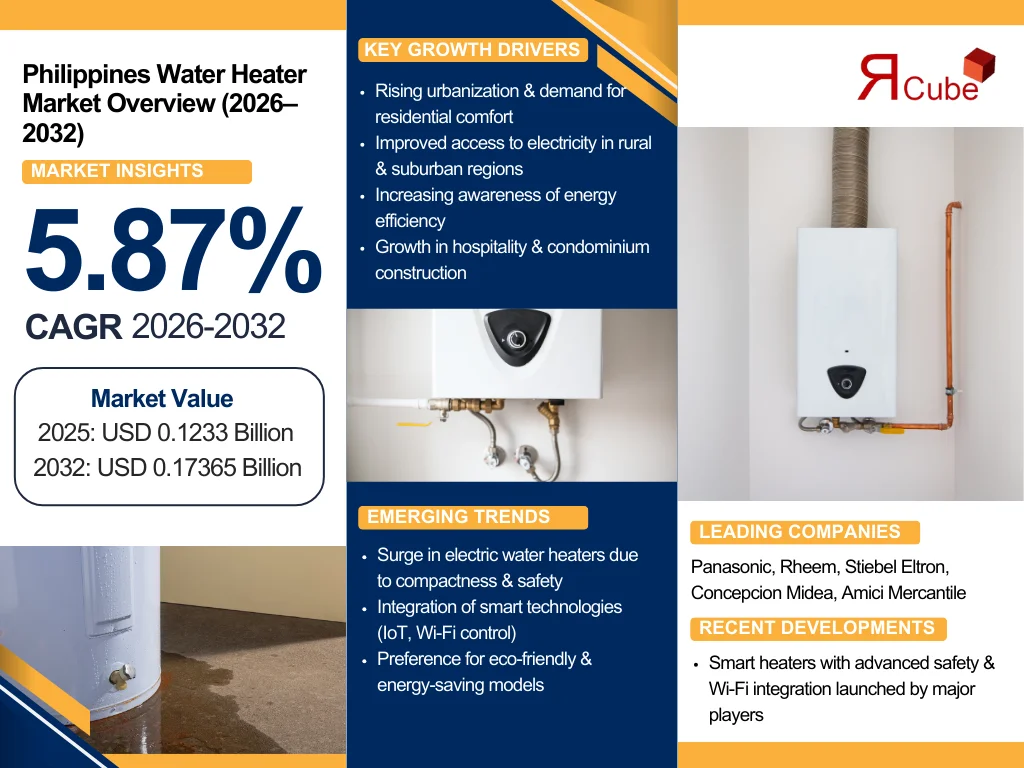 Philippines Water Heater
Market Overview (2026–
2032)
MARKET INSIGHTS
5.87%
CAGR 2026-2032
Market Value
2025: USD 0.1233 Billion
2032: USD 0.17365 Billion
KEY GROWTH DRIVERS
• Rising urbanization & demand for
residential comfort
• Improved access to electricity in rural
& suburban regions
• Increasing awareness of energy
efficiency
• Growth in hospitality & condominium
construction
EMERGING TRENDS
• Surge in electric water heaters due
to compactness & safety
• Integration of smart technologies
(IoT, Wi-Fi control)
• Preference for eco-friendly &
energy-saving models
ЯCube
LEADING COMPANIES
Panasonic, Rheem, Stiebel Eltron,
Concepcion Midea, Amici Mercantile
RECENT DEVELOPMENTS
• Smart heaters with advanced safety &
Wi-Fi integration launched by major
players